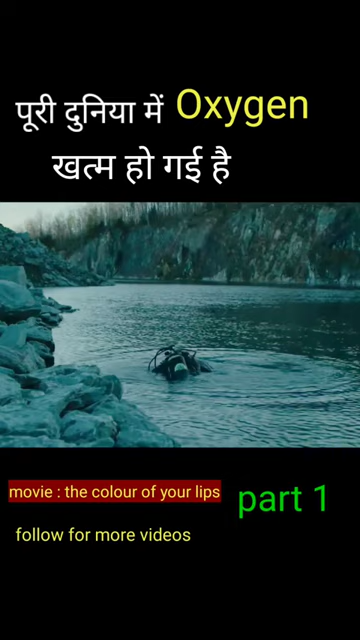 पूरी दुनिया में Oxygen
खत्म हो गई है
movie : the colour of your lips
part 1
follow for more videos